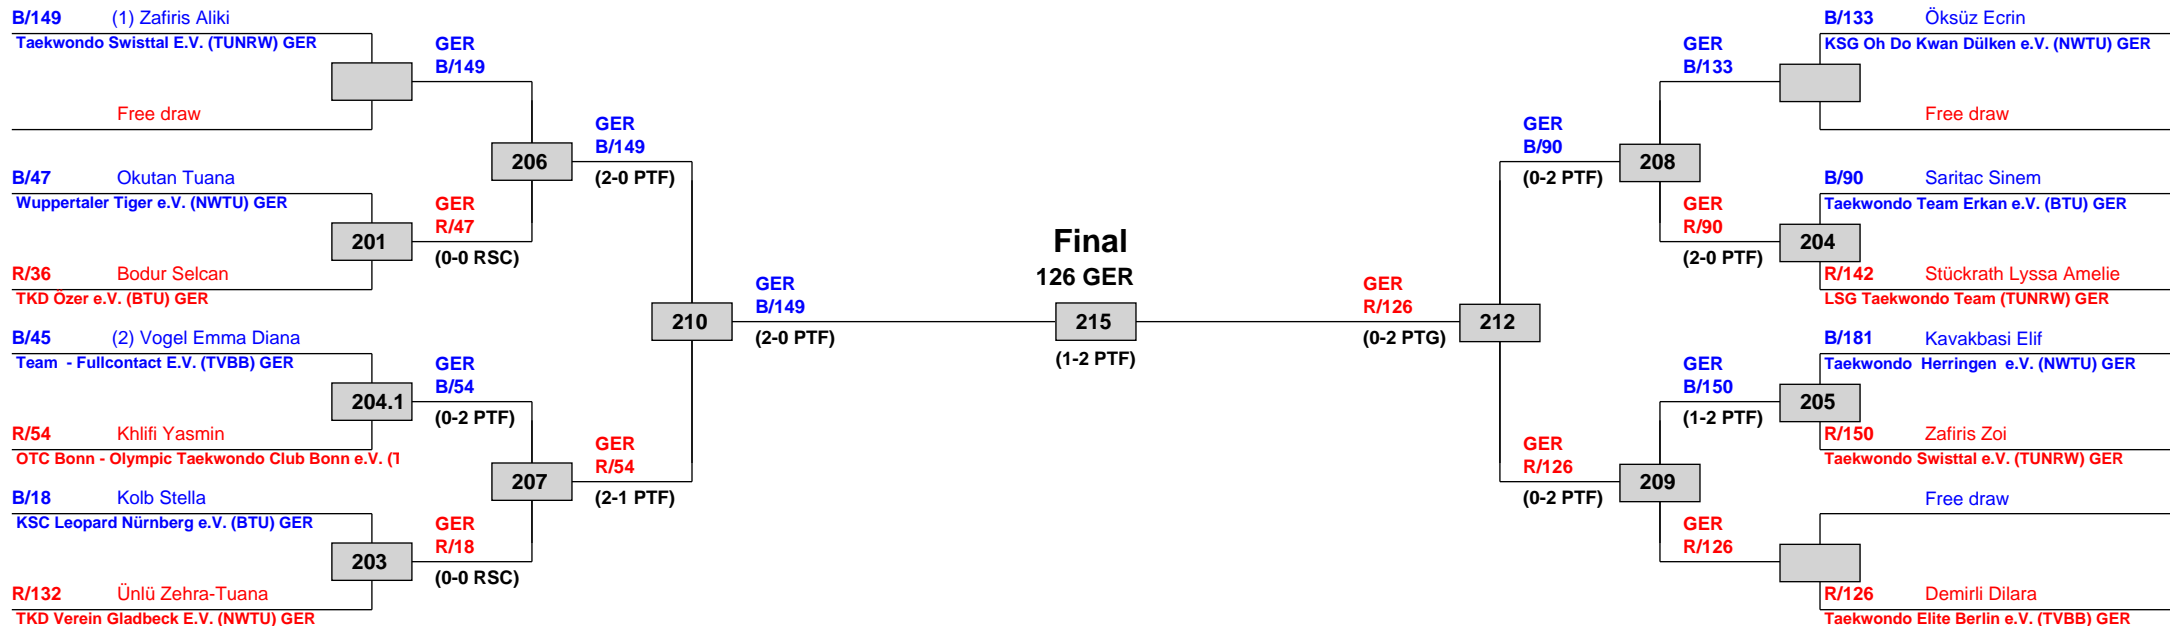 B/149 (1) Zafiris Aliki
Taekwondo Swisttal E.V. (TUNRW) GER
Free draw
B/47 Okutan Tuana
Wuppertaler Tiger e.V. (NWTU) GER
201
R/36 Bodur Selcan
TKD Özer e.V. (BTU) GER
B/45 (2) Vogel Emma Diana
Team - Fullcontact E.V. (TVBB) GER
204.1
R/54 Khlifi Yasmin
OTC Bonn - Olympic Taekwondo Club Bonn e.V. (T
B/18 Kolb Stella
KSC Leopard Nürnberg e.V. (BTU) GER
203
R/132 Ünlü Zehra-Tuana
TKD Verein Gladbeck E.V. (NWTU) GER
GER
B/149
206
GER
R/47
(0-0 RSC)
GER
B/54
(0-2 PTF)
207
GER
R/18
(0-0 RSC)
GER
B/149
(2-0 PTF)
210
GER
R/54
(2-1 PTF)
GER
B/149
(2-0 PTF)
Final
126 GER
215
(1-2 PTF)
GER
R/126
(0-2 PTG)
212
GER
B/90
(0-2 PTF)
208
GER
R/126
(0-2 PTF)
209
GER
B/133
GER
R/90
(2-0 PTF)
GER
B/150
(1-2 PTF)
GER
R/126
B/133 Öksüz Ecrin
KSG Oh Do Kwan Dülken e.V. (NWTU) GER
Free draw
B/90 Saritac Sinem
Taekwondo Team Erkan e.V. (BTU) GER
204
R/142 Stückrath Lyssa Amelie
LSG Taekwondo Team (TUNRW) GER
B/181 Kavakbasi Elif
Taekwondo Herringen e.V. (NWTU) GER
205
R/150 Zafiris Zoi
Taekwondo Swisttal e.V. (TUNRW) GER
Free draw
R/126 Demirli Dilara
Taekwondo Elite Berlin e.V. (TVBB) GER